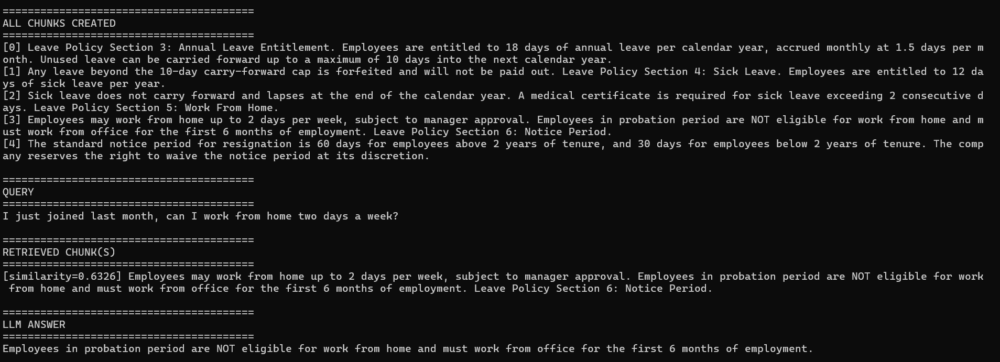 ========================================
ALL CHUNKS CREATED
========================================
[0] Leave Policy Section 3: Annual Leave Entitlement. Employees are entitled to 18 days of annual leave per calendar year, accrued monthly at 1.5 days per m
onth. Unused leave can be carried forward up to a maximum of 10 days into the next calendar year.
[1] Any leave beyond the 10-day carry-forward cap is forfeited and will not be paid out. Leave Policy Section 4: Sick Leave. Employees are entitled to 12 da
ys of sick leave per year.
[2] Sick leave does not carry forward and lapses at the end of the calendar year. A medical certificate is required for sick leave exceeding 2 consecutive d
ays. Leave Policy Section 5: Work From Home.
[3] Employees may work from home up to 2 days per week, subject to manager approval. Employees in probation period are NOT eligible for work from home and m
ust work from office for the first 6 months of employment. Leave Policy Section 6: Notice Period.
[4] The standard notice period for resignation is 60 days for employees above 2 years of tenure, and 30 days for employees below 2 years of tenure. The comp
any reserves the right to waive the notice period at its discretion.
========================================
QUERY
========================================
I just joined last month, can I work from home two days a week?
========================================
RETRIEVED CHUNK(S)
========================================
[similarity=0.6326] Employees may work from home up to 2 days per week, subject to manager approval. Employees in probation period are NOT eligible for work
 from home and must work from office for the first 6 months of employment. Leave Policy Section 6: Notice Period.
========================================
LLM ANSWER
========================================
Employees in probation period are NOT eligible for work from home and must work from office for the first 6 months of employment.